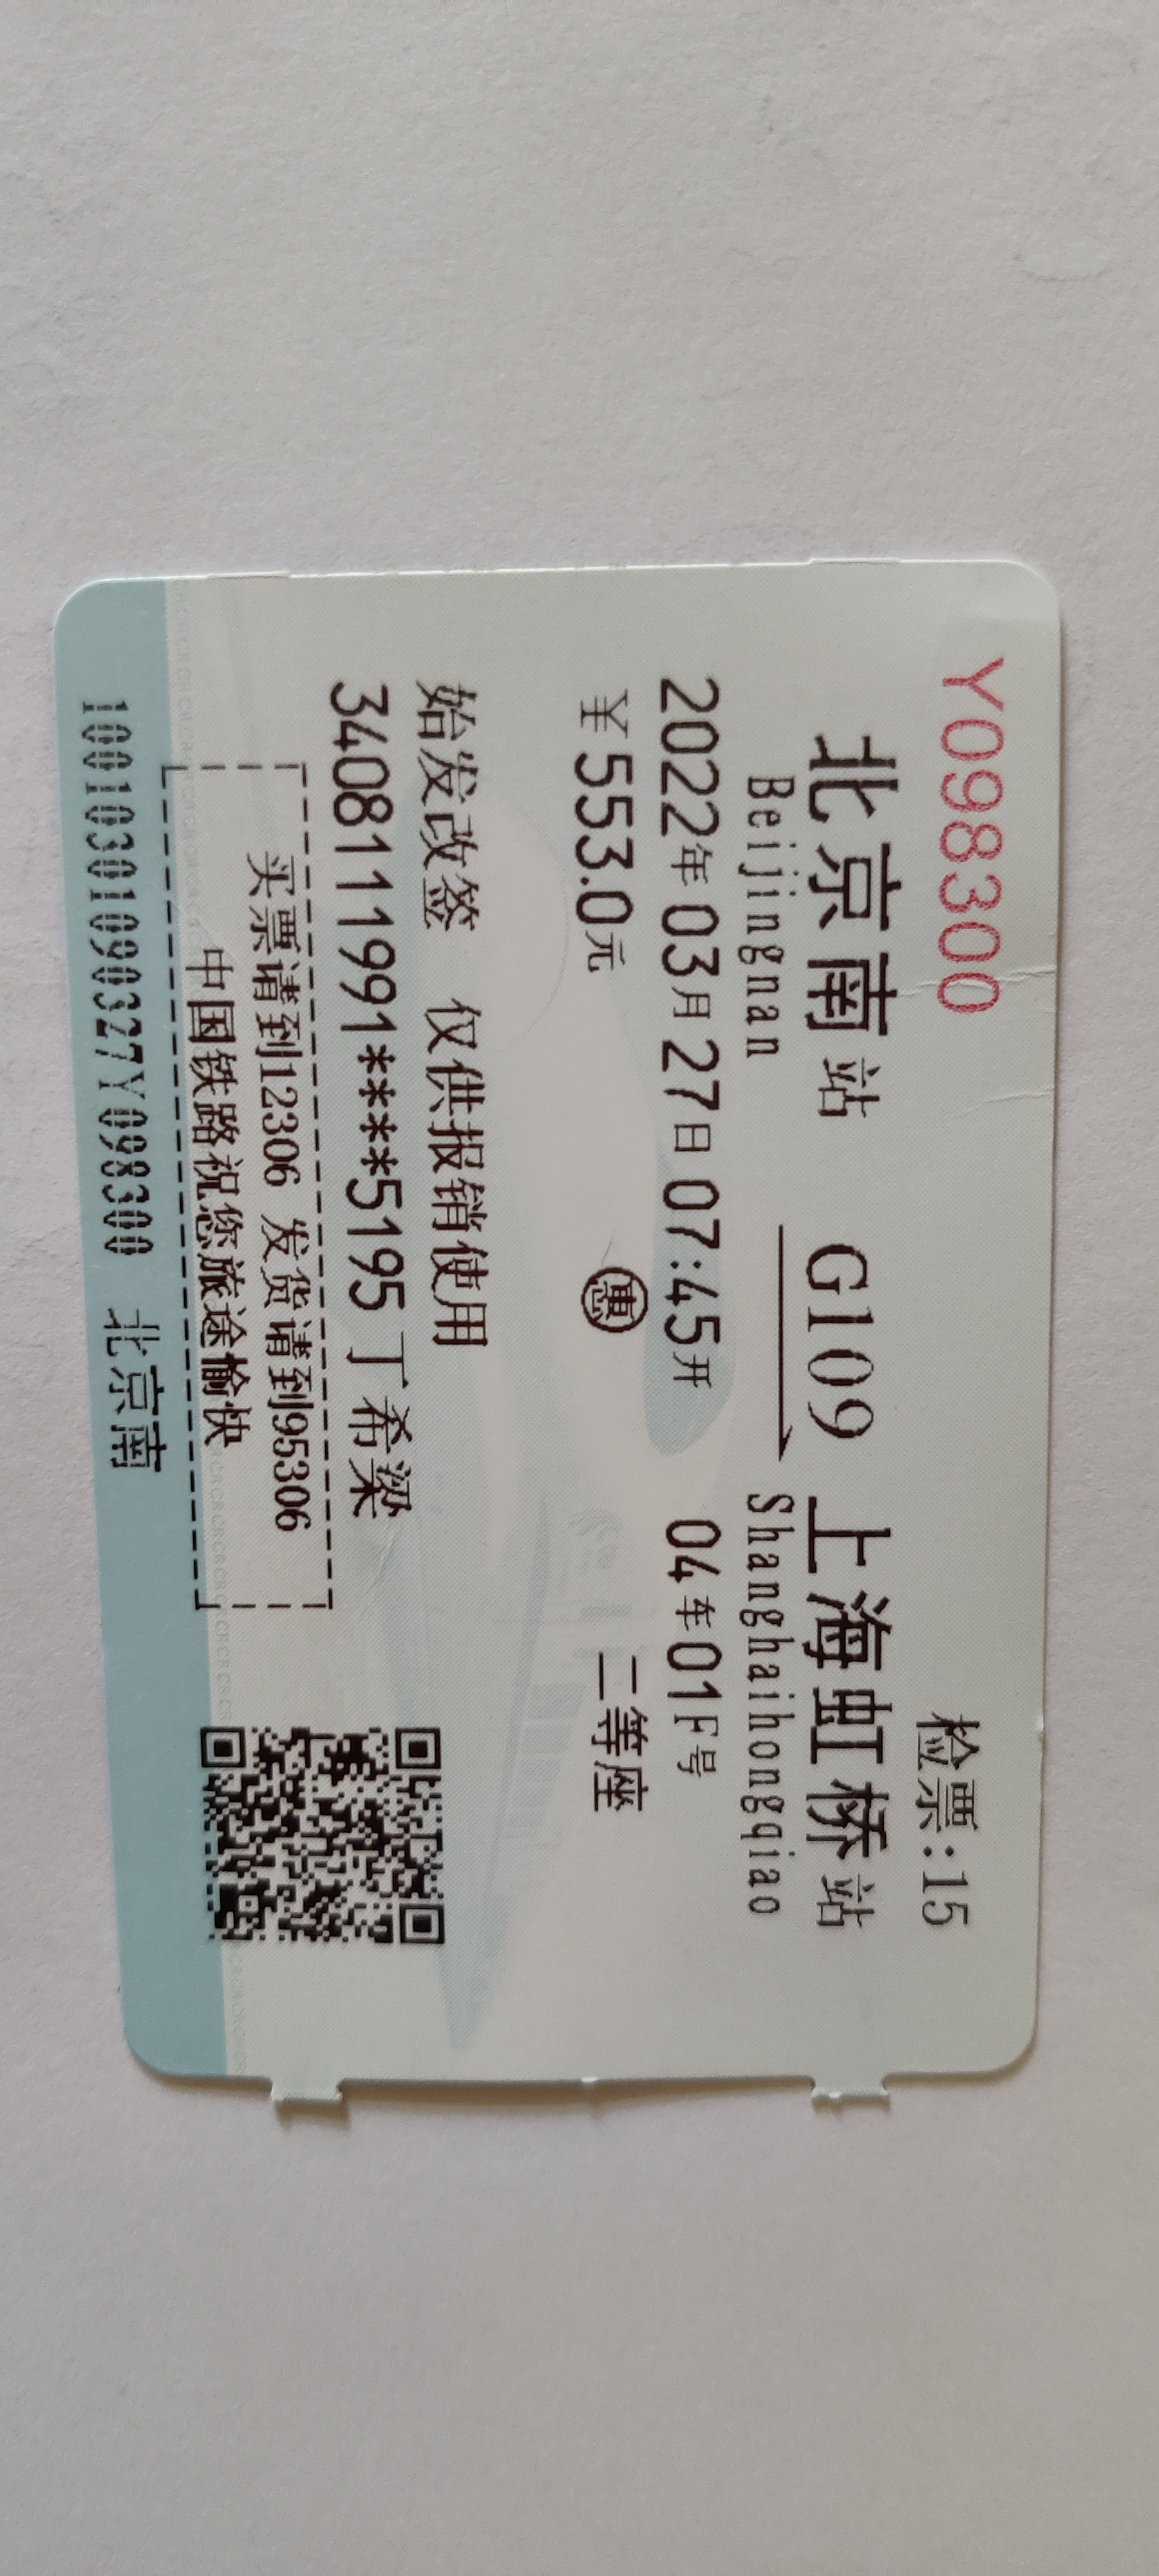 Y098300 检票:15
北京南站 G109 上海虹桥站
Beijingnan Shanghaihongqiao
2022年03月27日07:45开 04车01F号
¥553.0元 惠 二等座
始发改签 仅供报销使用
3408111991****5195 丁希梁
买票请到12306 发货请到95306
中国铁路祝您旅途愉快
10010301090327Y098300 北京南